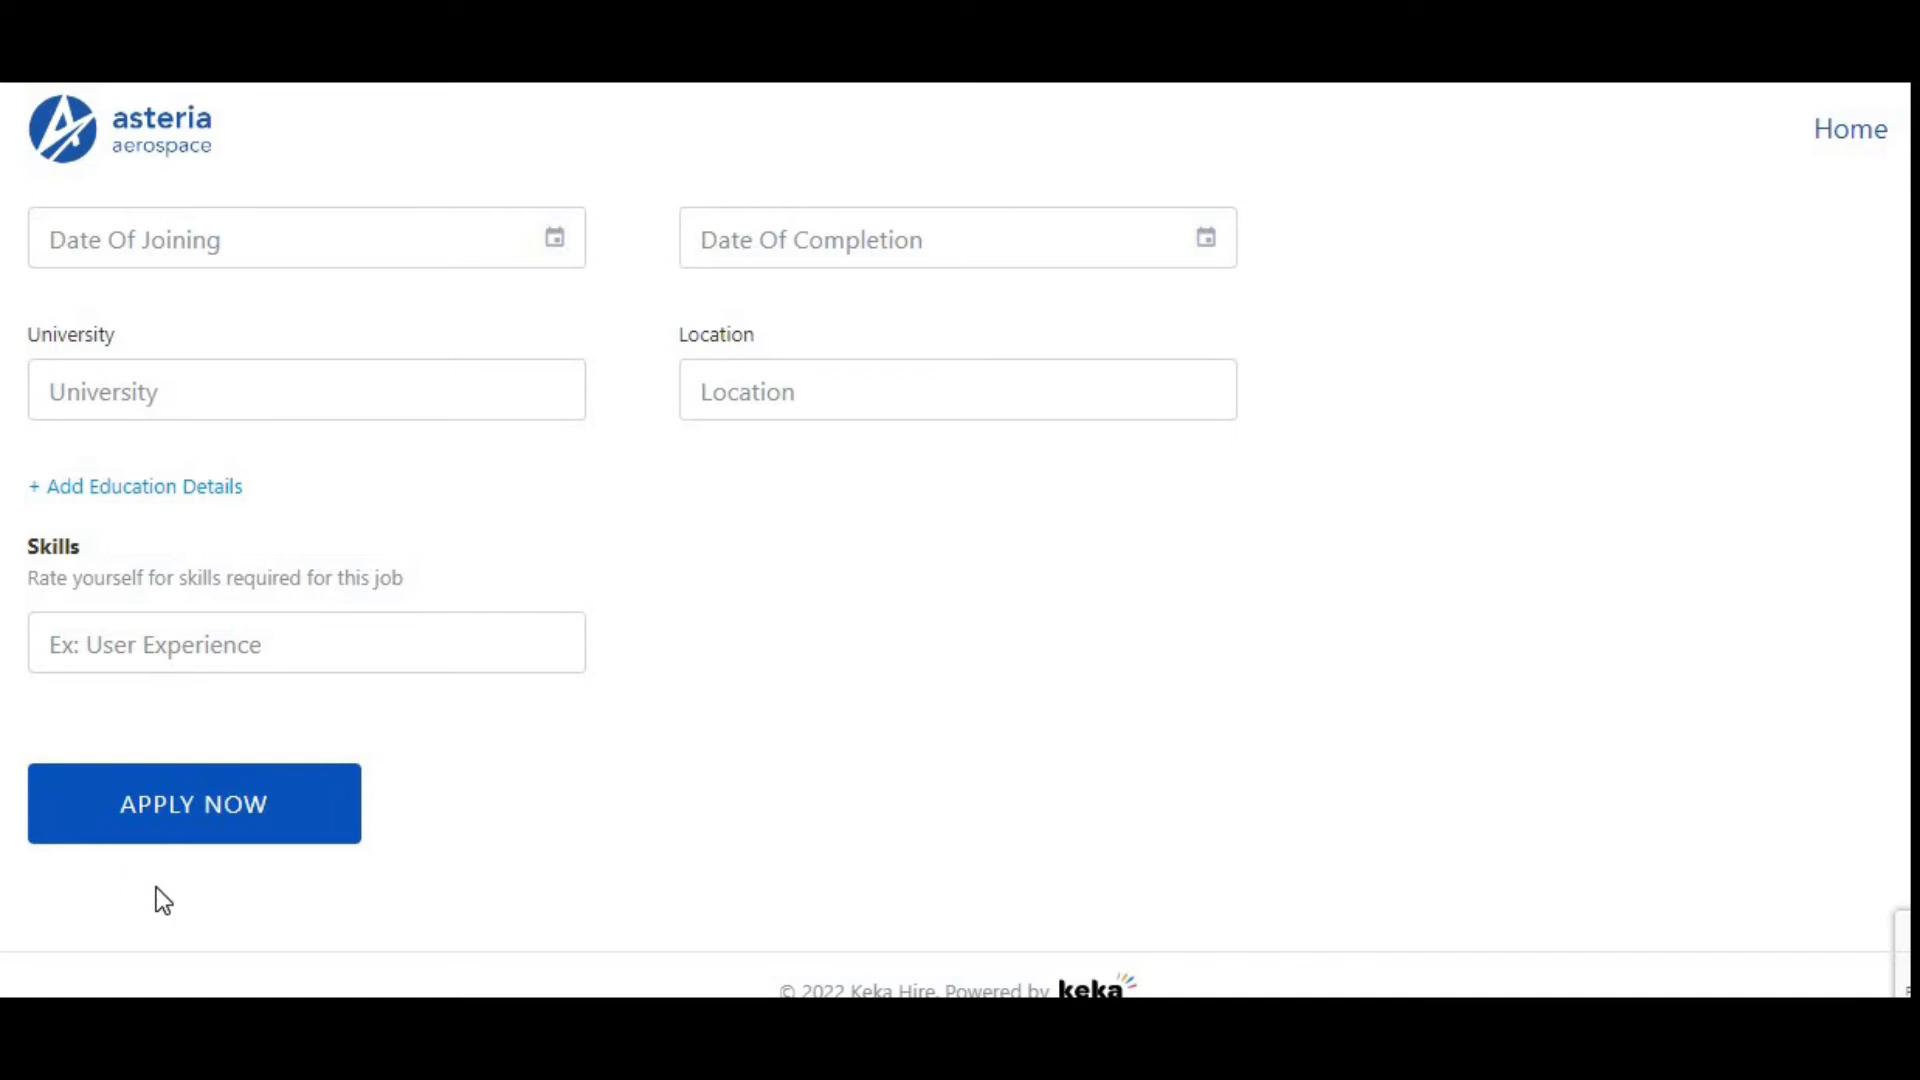 asteria
aerospace
Home
Date Of Joining
Date Of Completion
University
Location
University
Location
+ Add Education Details
Skills
Rate yourself for skills required for this job
Ex: User Experience
APPLY NOW
© 2022 Keka Hire. Powered by keka